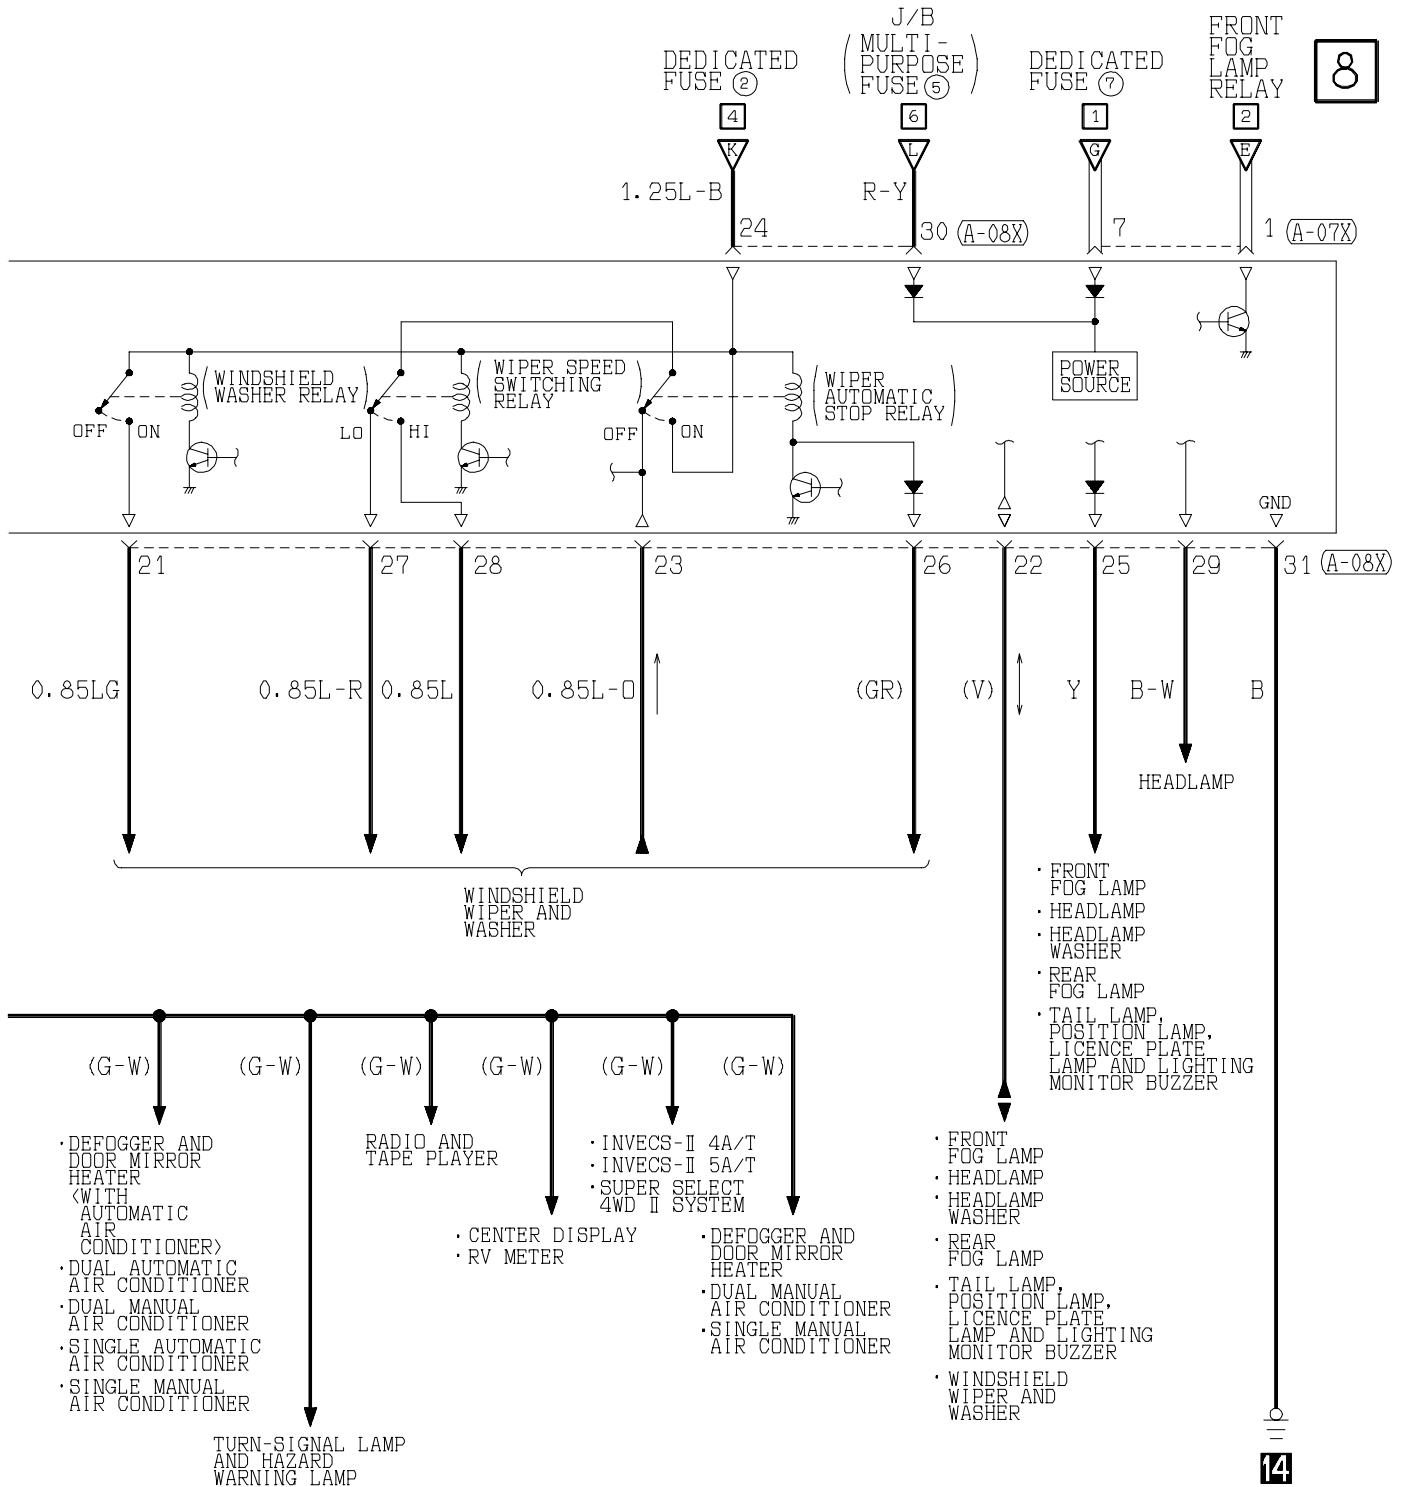 DEDICATED
FUSE ②
J/B
(MULTI-
PURPOSE
FUSE ⑤)
DEDICATED
FUSE ⑦
FRONT
FOG
LAMP
RELAY
8
4
6
1
2
K
L
G
E
1.25L-B
R-Y
24
30 (A-08X)
7
1 (A-07X)
(WINDSHIELD
WASHER RELAY)
(WIPER SPEED
SWITCHING
RELAY)
(WIPER
AUTOMATIC
STOP RELAY)
POWER
SOURCE
OFF
ON
LO
HI
OFF
ON
GND
21
27
28
23
26
22
25
29
31 (A-08X)
0.85LG
0.85L-R
0.85L
0.85L-O
(GR)
(V)
Y
B-W
B
HEADLAMP
WINDSHIELD
WIPER AND
WASHER
·FRONT
FOG LAMP
·HEADLAMP
·HEADLAMP
WASHER
·REAR
FOG LAMP
·TAIL LAMP,
POSITION LAMP,
LICENCE PLATE
LAMP AND LIGHTING
MONITOR BUZZER
(G-W)
(G-W)
(G-W)
(G-W)
(G-W)
(G-W)
·DEFOGGER AND
DOOR MIRROR
HEATER
<WITH
AUTOMATIC
AIR
CONDITIONER>
·DUAL AUTOMATIC
AIR CONDITIONER
·DUAL MANUAL
AIR CONDITIONER
·SINGLE AUTOMATIC
AIR CONDITIONER
·SINGLE MANUAL
AIR CONDITIONER
TURN-SIGNAL LAMP
AND HAZARD
WARNING LAMP
RADIO AND
TAPE PLAYER
·CENTER DISPLAY
·RV METER
·INVECS-Ⅱ 4A/T
·INVECS-Ⅱ 5A/T
·SUPER SELECT
4WD Ⅱ SYSTEM
·DEFOGGER AND
DOOR MIRROR
HEATER
·DUAL MANUAL
AIR CONDITIONER
·SINGLE MANUAL
AIR CONDITIONER
·FRONT
FOG LAMP
·HEADLAMP
·HEADLAMP
WASHER
·REAR
FOG LAMP
·TAIL LAMP,
POSITION LAMP,
LICENCE PLATE
LAMP AND LIGHTING
MONITOR BUZZER
·WINDSHIELD
WIPER AND
WASHER
14